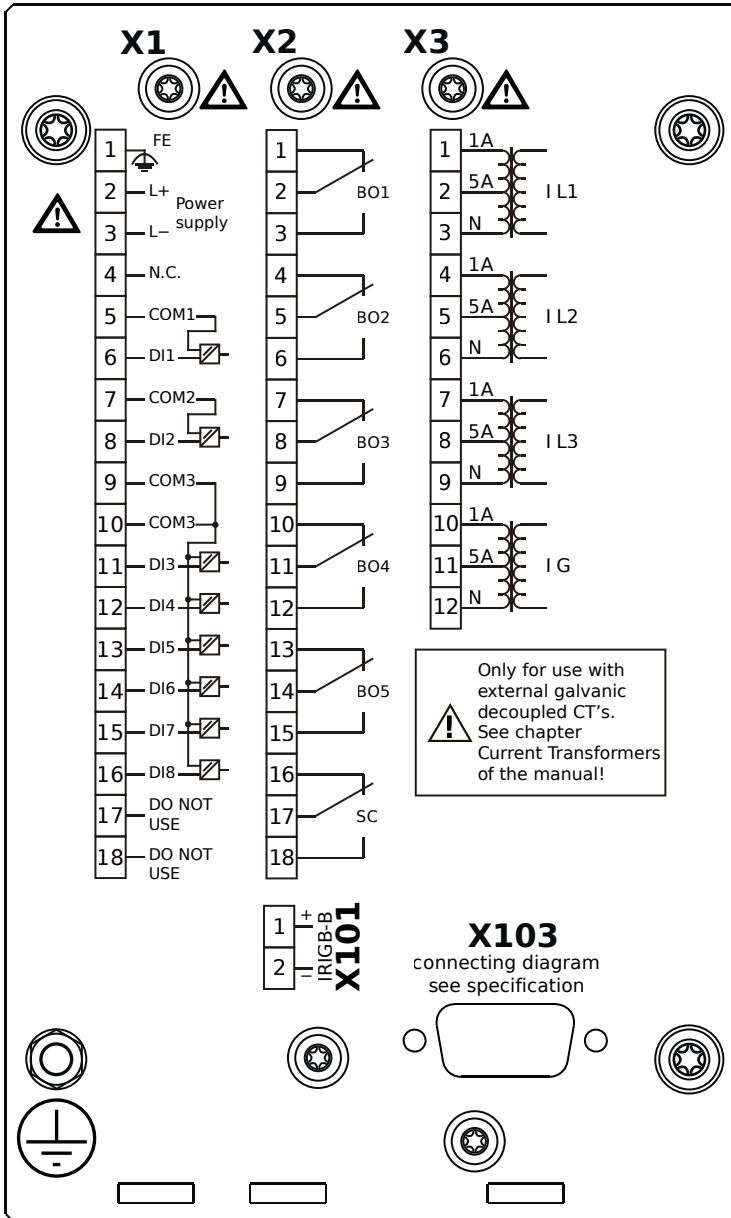 X1 X2 X3
1 FE
2 L+
Power
supply
3 L−
4 N.C.
5 COM1
6 DI1
7 COM2
8 DI2
9 COM3
10 COM3
11 DI3
12 DI4
13 DI5
14 DI6
15 DI7
16 DI8
17 DO NOT
USE
18 DO NOT
USE
1
2 BO1
3
4
5 BO2
6
7
8 BO3
9
10
11 BO4
12
13
14 BO5
15
16
17 SC
18
1 1A
2 5A I L1
3 N
4 1A
5 5A I L2
6 N
7 1A
8 5A I L3
9 N
10 1A
11 5A I G
12 N
Only for use with
external galvanic
decoupled CT's.
See chapter
Current Transformers
of the manual!
1 +
2 −
IRIGB-B
X101
X103
connecting diagram
see specification